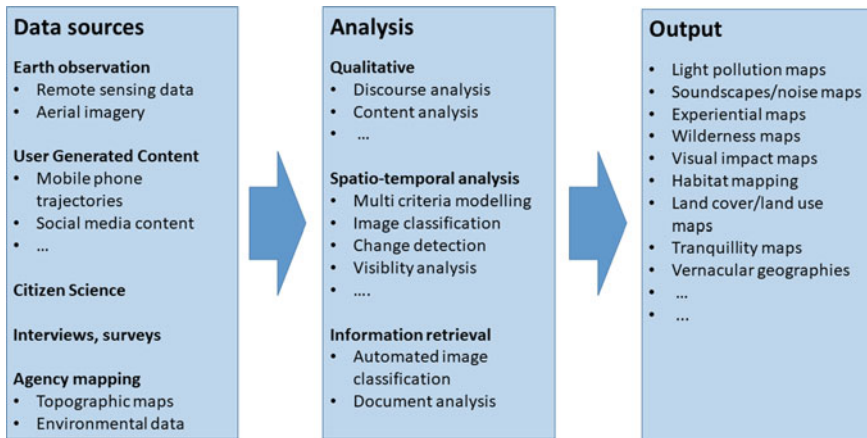 Data sources
Earth observation
• Remote sensing data
• Aerial imagery
User Generated Content
• Mobile phone
trajectories
• Social media content
• ...
Citizen Science
Interviews, surveys
Agency mapping
• Topographic maps
• Environmental data
Analysis
Qualitative
• Discourse analysis
• Content analysis
• ...
Spatio-temporal analysis
• Multi criteria modelling
• Image classification
• Change detection
• Visiblity analysis
• ....
Information retrieval
• Automated image
classification
• Document analysis
Output
• Light pollution maps
• Soundscapes/noise maps
• Experiential maps
• Wilderness maps
• Visual impact maps
• Habitat mapping
• Land cover/land use
maps
• Tranquillity maps
• Vernacular geographies
• ...
• ...